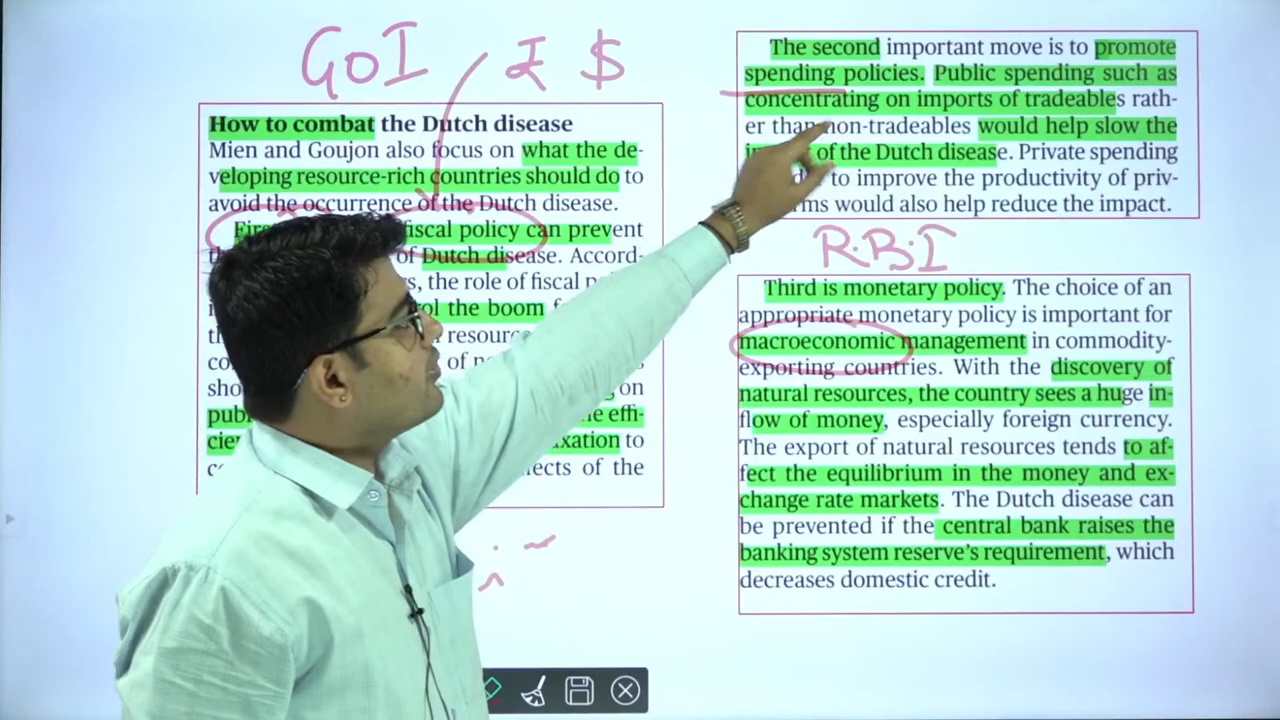 GOI ₹ $
How to combat the Dutch disease
Mien and Goujon also focus on what the de-
veloping resource-rich countries should do to
avoid the occurrence of the Dutch disease.
fiscal policy can prevent
of Dutch disease. Accord-
the role of fiscal
the boom
of
on
effi-
to
of the
The second important move is to promote
spending policies. Public spending such as
concentrating on imports of tradeables rath-
er than non-tradeables would help slow the
of the Dutch disease. Private spending
to improve the productivity of priv-
would also help reduce the impact.
R.B.I
Third is monetary policy. The choice of an
appropriate monetary policy is important for
macroeconomic management in commodity-
exporting countries. With the discovery of
natural resources, the country sees a huge in-
flow of money, especially foreign currency.
The export of natural resources tends to af-
fect the equilibrium in the money and ex-
change rate markets. The Dutch disease can
be prevented if the central bank raises the
banking system reserve’s requirement, which
decreases domestic credit.